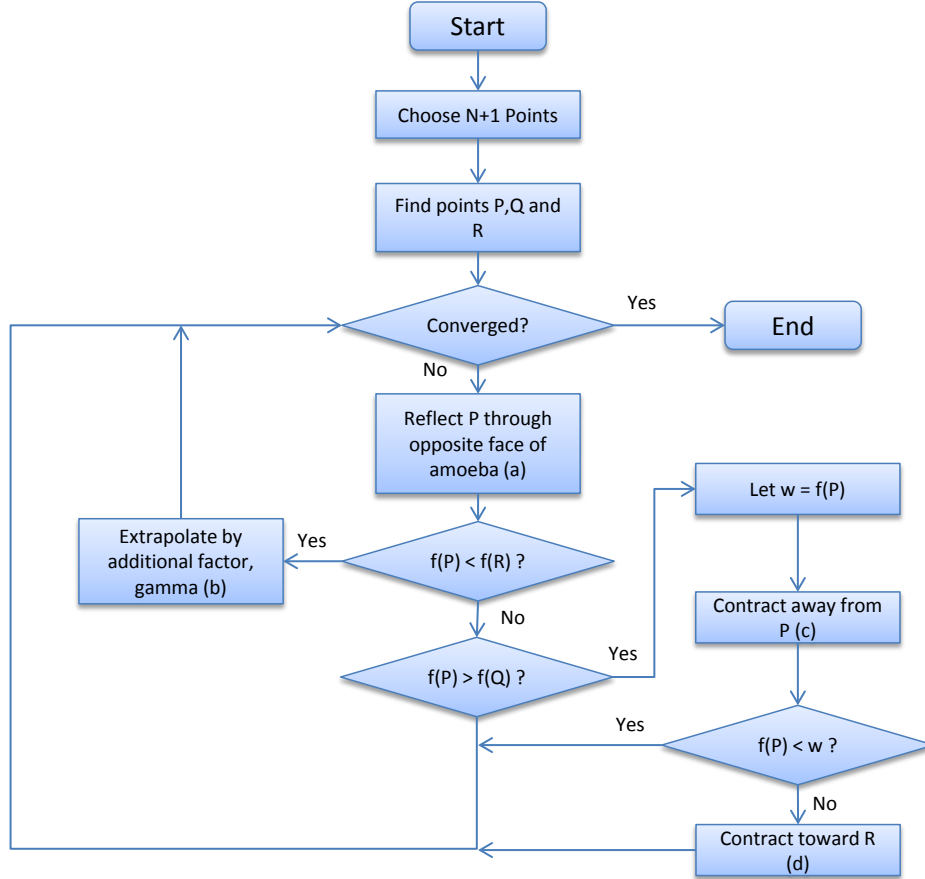 Start
Choose N+1 Points
Find points P,Q and
R
Converged?
Yes
End
No
Reflect P through
opposite face of
amoeba (a)
Let w = f(P)
Extrapolate by
additional factor,
gamma (b)
Yes
f(P) < f(R) ?
No
Contract away from
P (c)
f(P) > f(Q) ?
Yes
Yes
f(P) < w ?
No
Contract toward R
(d)